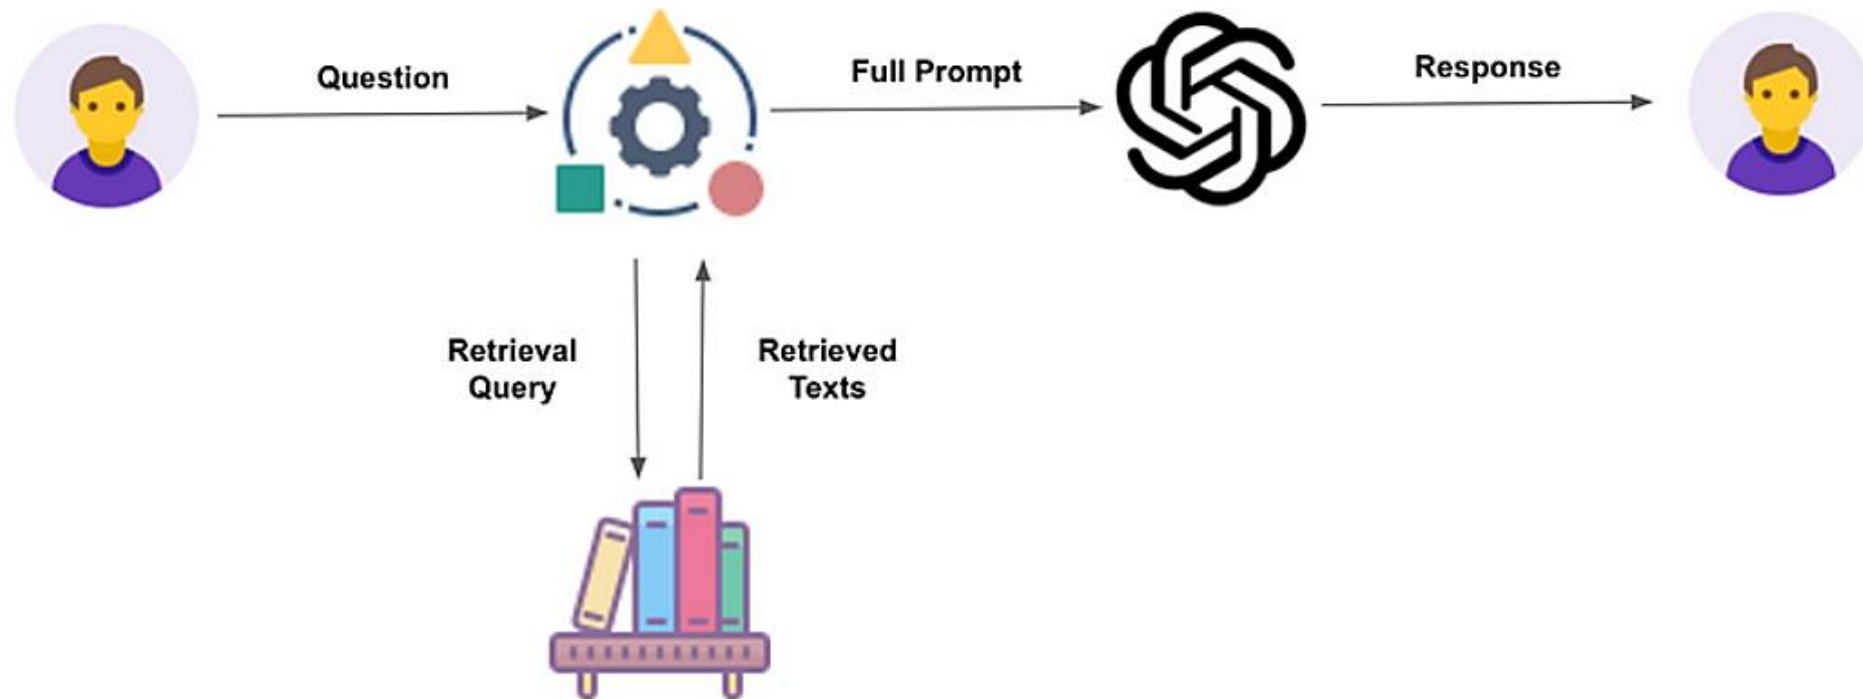 Question
Full Prompt
Response
Retrieval
Query
Retrieved
Texts